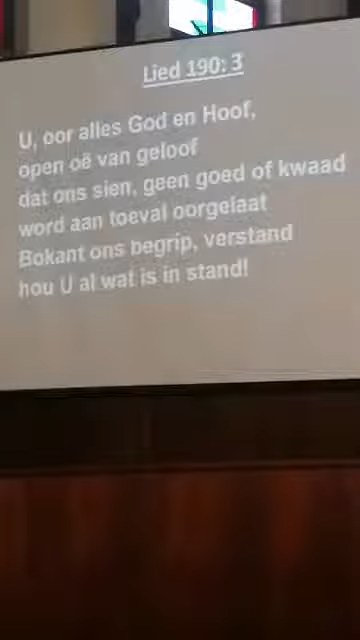 Lied 190: 3
U, oor alles God en Hoof,
open oë van geloof
dat ons sien, geen goed of kwaad
word aan toeval oorgelaat
Bokant ons begrip, verstand
hou U al wat is in stand!